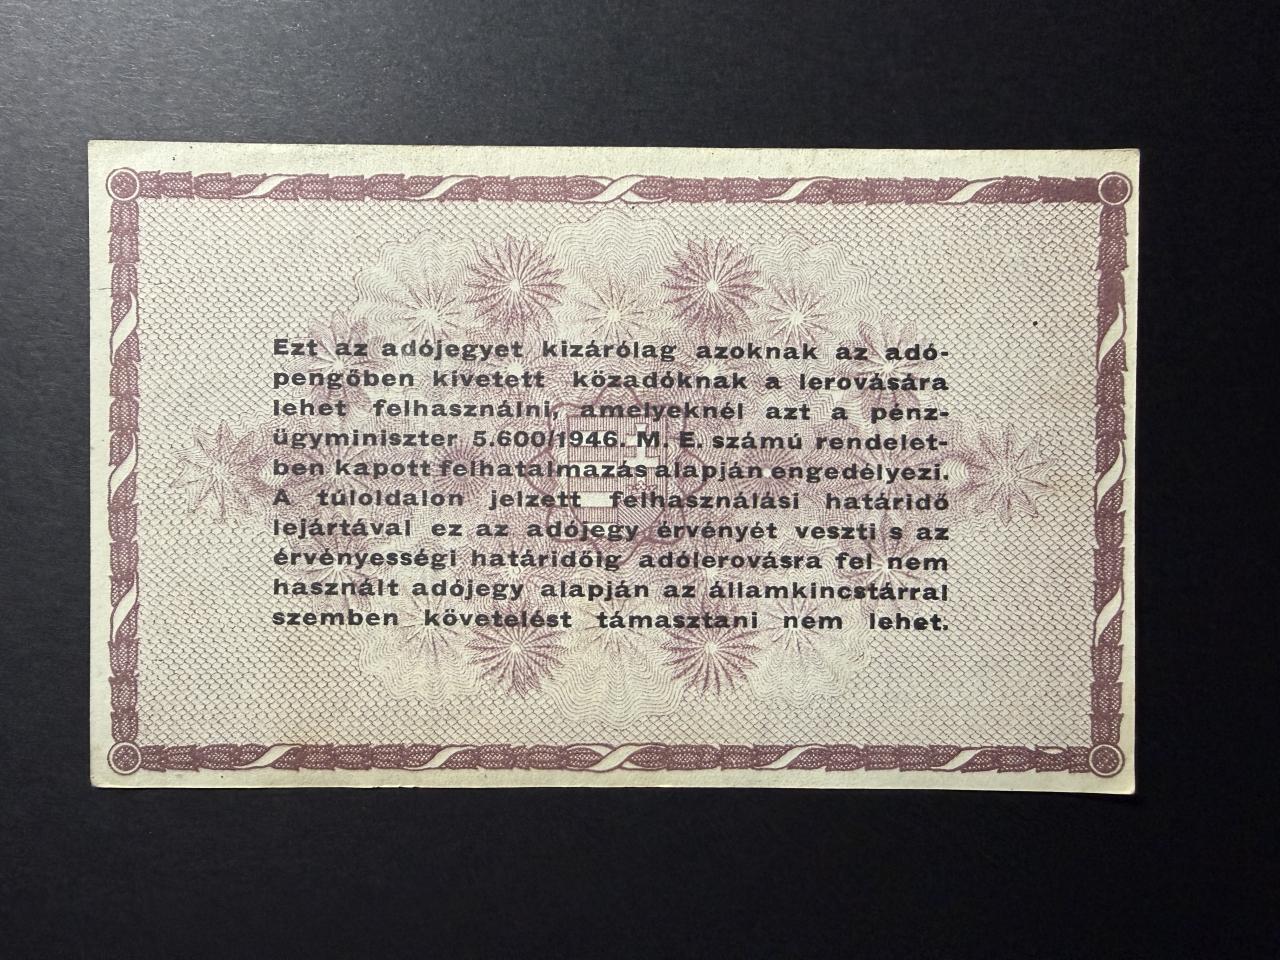 Ezt az adójegyet kizárólag azoknak az adó-
pengőben kivetett közadóknak a lerovására
lehet felhasználni, amelyeknél azt a pénz-
ügyminiszter 5.600/1946. M. E. számú rendelet-
ben kapott felhatalmazás alapján engedélyezi.
A túloldalon jelzett felhasználási határidő
lejártával ez az adójegy érvényét veszti s az
érvényességi határidőig adólerovásra fel nem
használt adójegy alapján az államkincstárral
szemben követelést támasztani nem lehet.